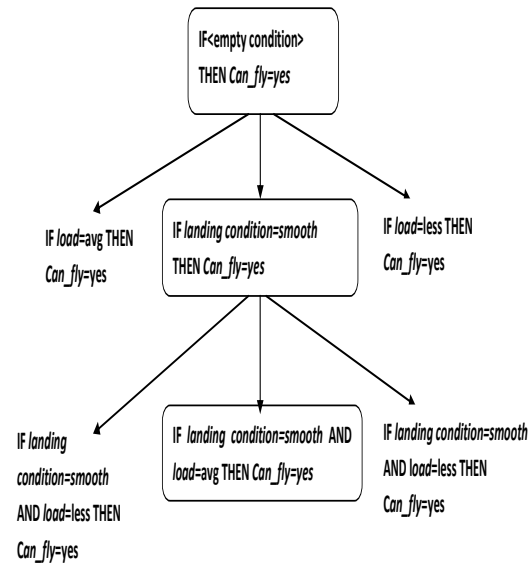 IF<empty condition>
THEN Can_fly=yes
IF load=avg THEN
Can_fly=yes
IF landing condition=smooth
THEN Can_fly=yes
IF load=less THEN
Can_fly=yes
IF landing
condition=smooth
AND load=less THEN
Can_fly=yes
IF landing condition=smooth AND
load=avg THEN Can_fly=yes
IF landing condition=smooth
AND load=less THEN
Can_fly=yes